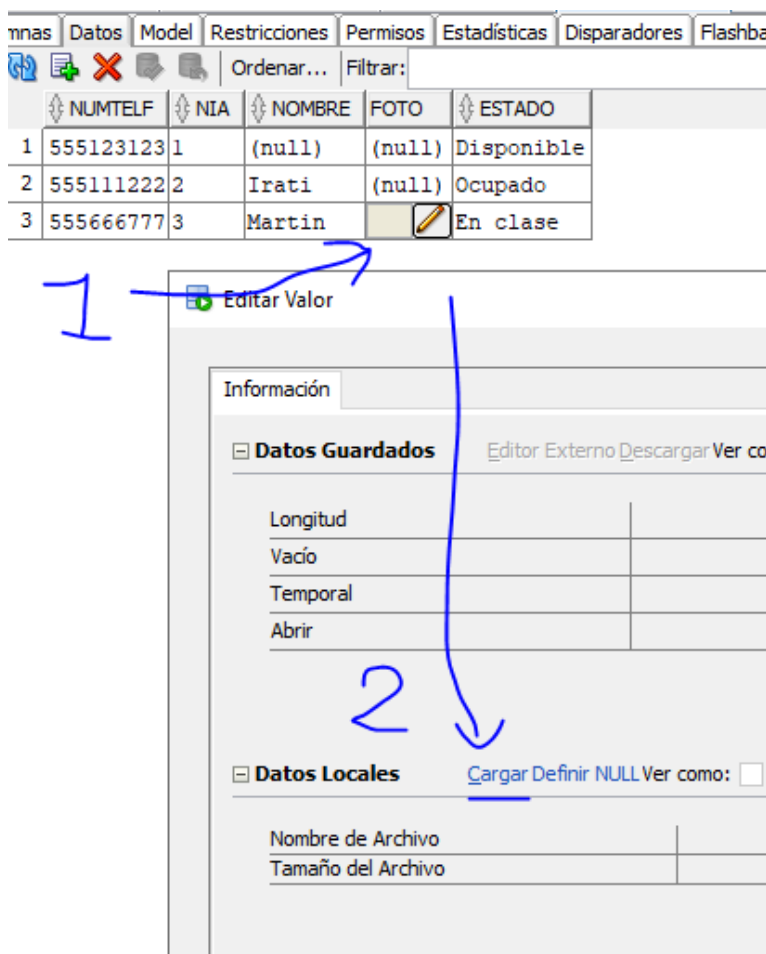 mnas Datos Model Restricciones Permisos Estadísticas Disparadores Flashba
Ordenar... Filtrar:
NUMTELF NIA NOMBRE FOTO ESTADO
1 555123123 1 (null) (null) Disponible
2 555111222 2 Irati (null) Ocupado
3 555666777 3 Martin En clase
1
Editar Valor
Información
Datos Guardados Editor Externo Descargar Ver co
Longitud
Vacío
Temporal
Abrir
2
Datos Locales Cargar Definir NULL Ver como:
Nombre de Archivo
Tamaño del Archivo